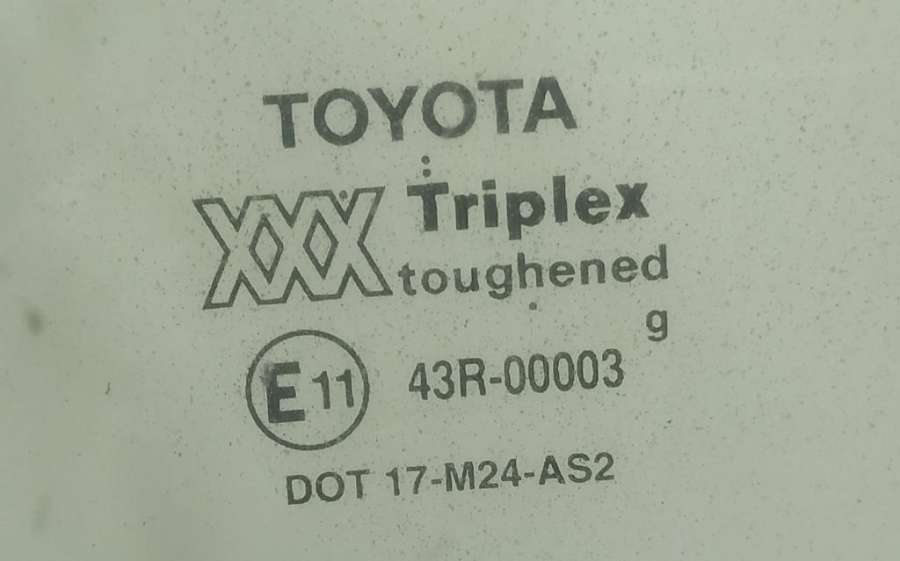 TOYOTA
XXX Triplex
toughened
g
E11 43R-00003
DOT 17-M24-AS2